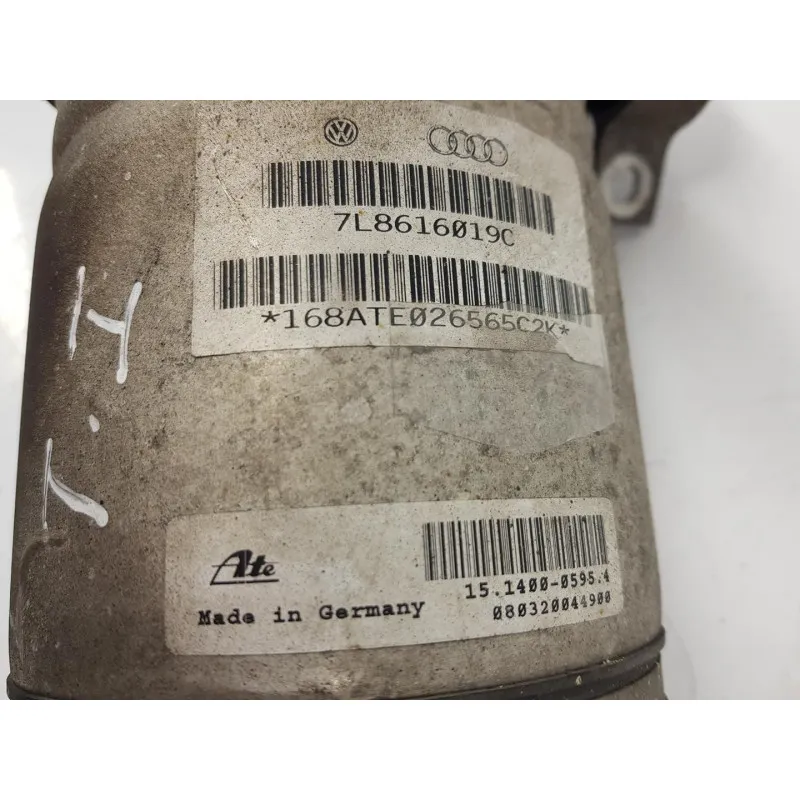 7L8616019C
*168ATE026565C2K*
Ate
15.1400-0595.4
Made in Germany
080320044900